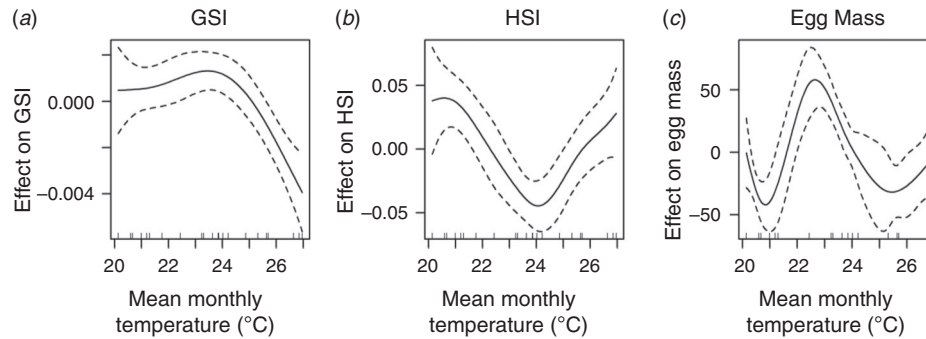 (a) GSI
Effect on GSI
0.000
−0.004
20 22 24 26
Mean monthly
temperature (°C)
(b) HSI
Effect on HSI
0.05
0.00
−0.05
20 22 24 26
Mean monthly
temperature (°C)
(c) Egg Mass
Effect on egg mass
50
0
−50
20 22 24 26
Mean monthly
temperature (°C)